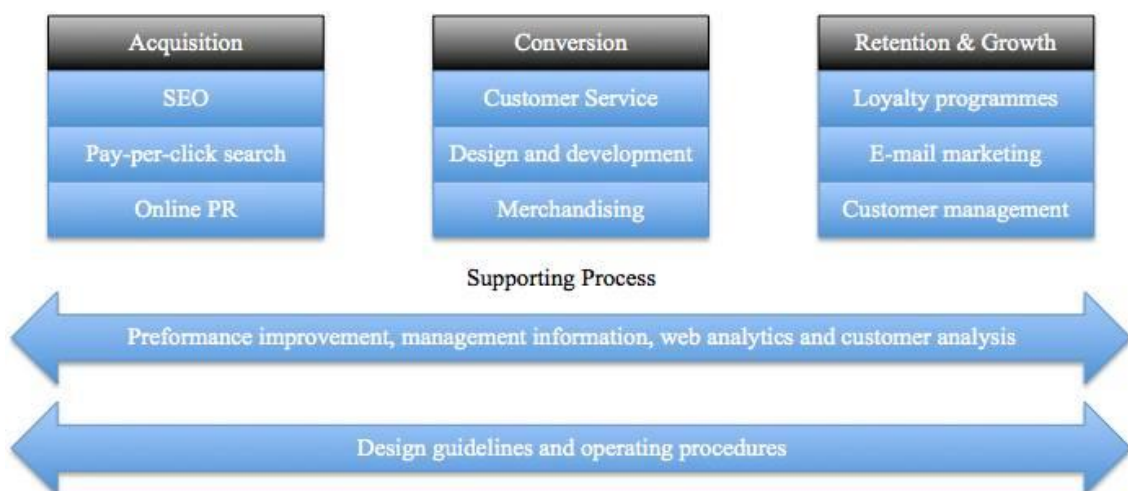 Acquisition
SEO
Pay-per-click search
Online PR
Conversion
Customer Service
Design and development
Merchandising
Retention & Growth
Loyalty programmes
E-mail marketing
Customer management
Supporting Process
Preformance improvement, management information, web analytics and customer analysis
Design guidelines and operating procedures